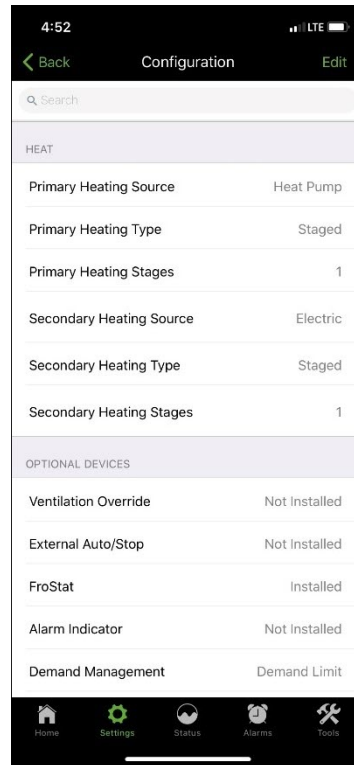 4:52 LTE
Back Configuration Edit
Search
HEAT
Primary Heating Source Heat Pump
Primary Heating Type Staged
Primary Heating Stages 1
Secondary Heating Source Electric
Secondary Heating Type Staged
Secondary Heating Stages 1
OPTIONAL DEVICES
Ventilation Override Not Installed
External Auto/Stop Not Installed
FroStat Installed
Alarm Indicator Not Installed
Demand Management Demand Limit
Home Settings Status Alarms Tools